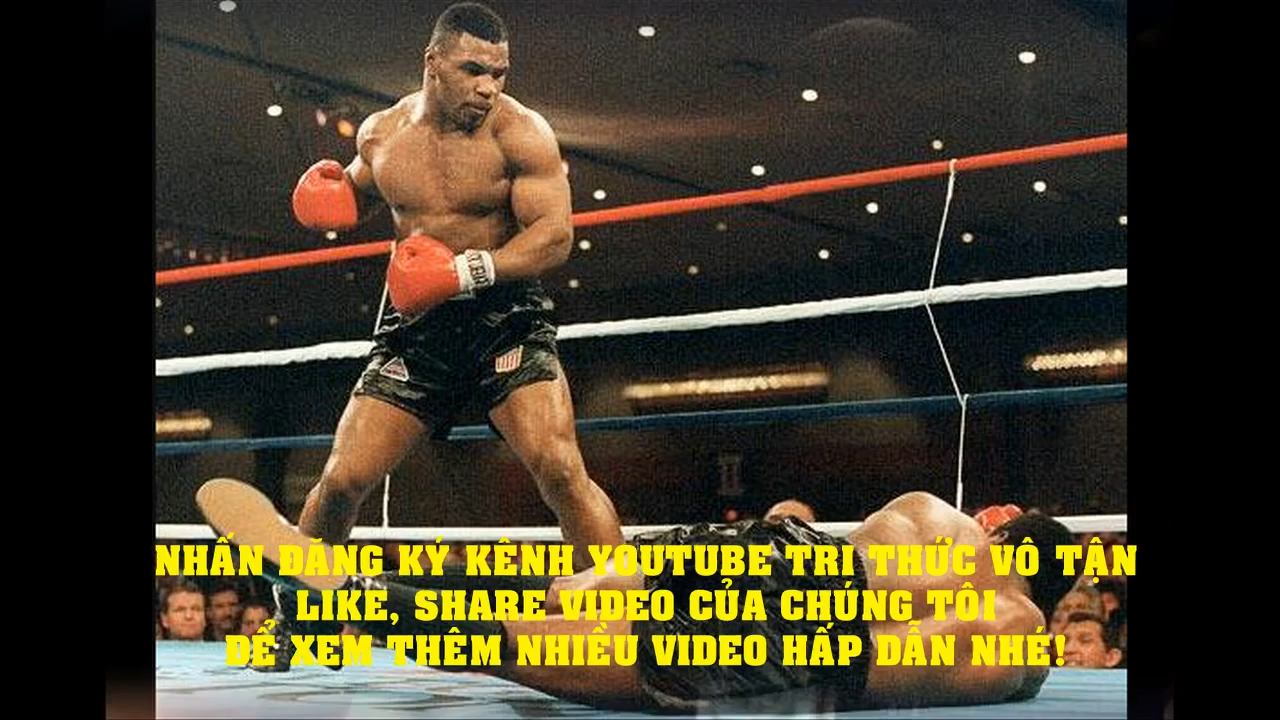 NHẤN ĐĂNG KÝ KÊNH YOUTUBE TRI THỨC VÔ TẬN
LIKE, SHARE VIDEO CỦA CHÚNG TÔI
ĐỂ XEM THÊM NHIỀU VIDEO HẤP DẪN NHÉ!